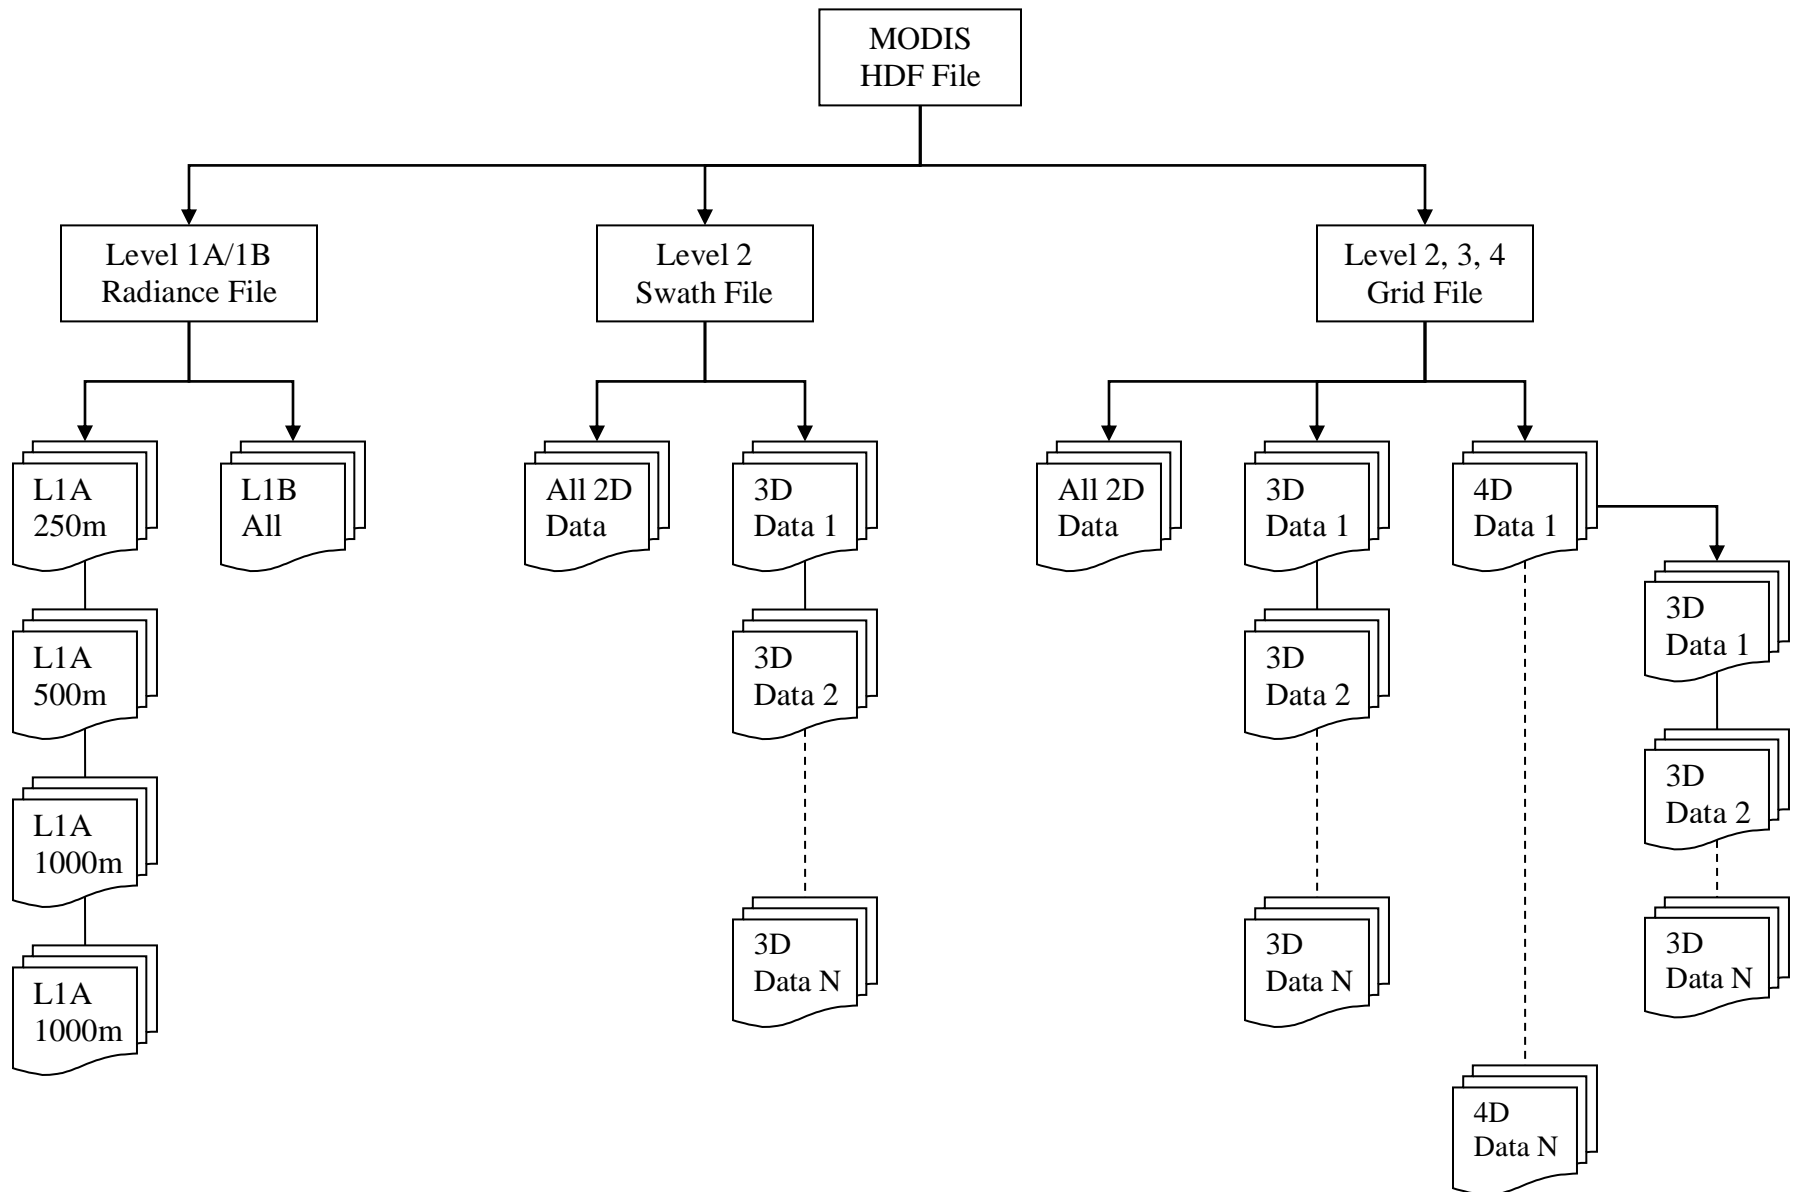 MODIS
HDF File
Level 1A/1B
Radiance File
Level 2
Swath File
Level 2, 3, 4
Grid File
L1A
250m
L1B
All
All 2D
Data
3D
Data 1
All 2D
Data
3D
Data 1
4D
Data 1
3D
Data 1
L1A
500m
3D
Data 2
3D
Data 2
3D
Data 2
L1A
1000m
3D
Data N
3D
Data N
3D
Data N
L1A
1000m
4D
Data N